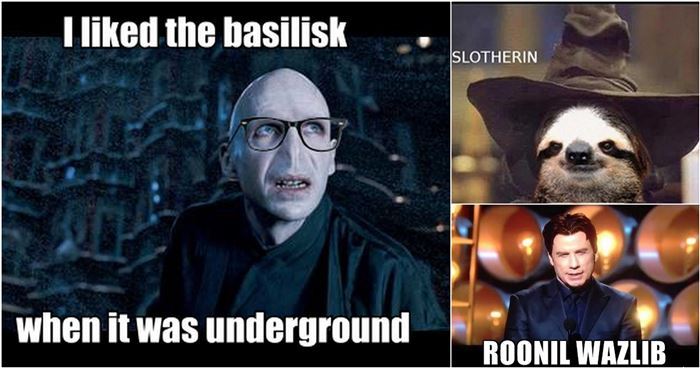 I liked the basilisk
when it was underground
SLOTHERIN
ROONIL WAZLIB